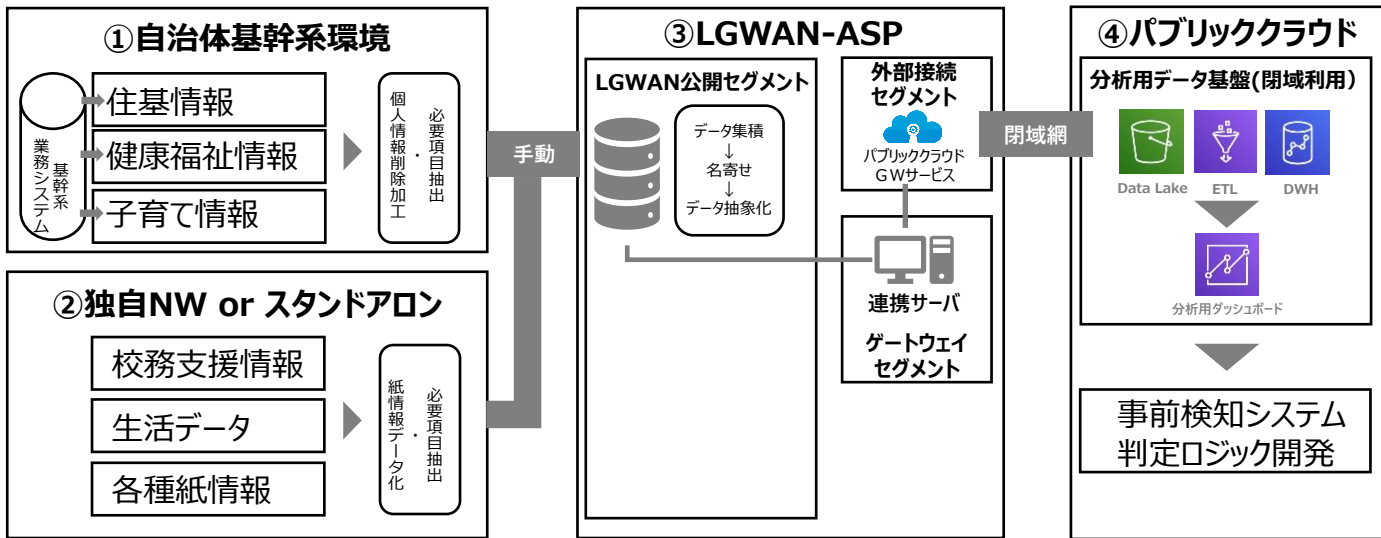 ①自治体基幹系環境
基幹系
業務システム
住基情報
健康福祉情報
子育て情報
必要項目抽出
・
個人情報削除加工
②独自NW or スタンドアロン
校務支援情報
生活データ
各種紙情報
必要項目抽出
・
紙情報データ化
手動
③LGWAN-ASP
LGWAN公開セグメント
データ集積
↓
名寄せ
↓
データ抽象化
外部接続
セグメント
パブリッククラウド
GWサービス
連携サーバ
ゲートウェイ
セグメント
閉域網
④パブリッククラウド
分析用データ基盤(閉域利用）
Data Lake
ETL
DWH
分析用ダッシュボード
事前検知システム
判定ロジック開発